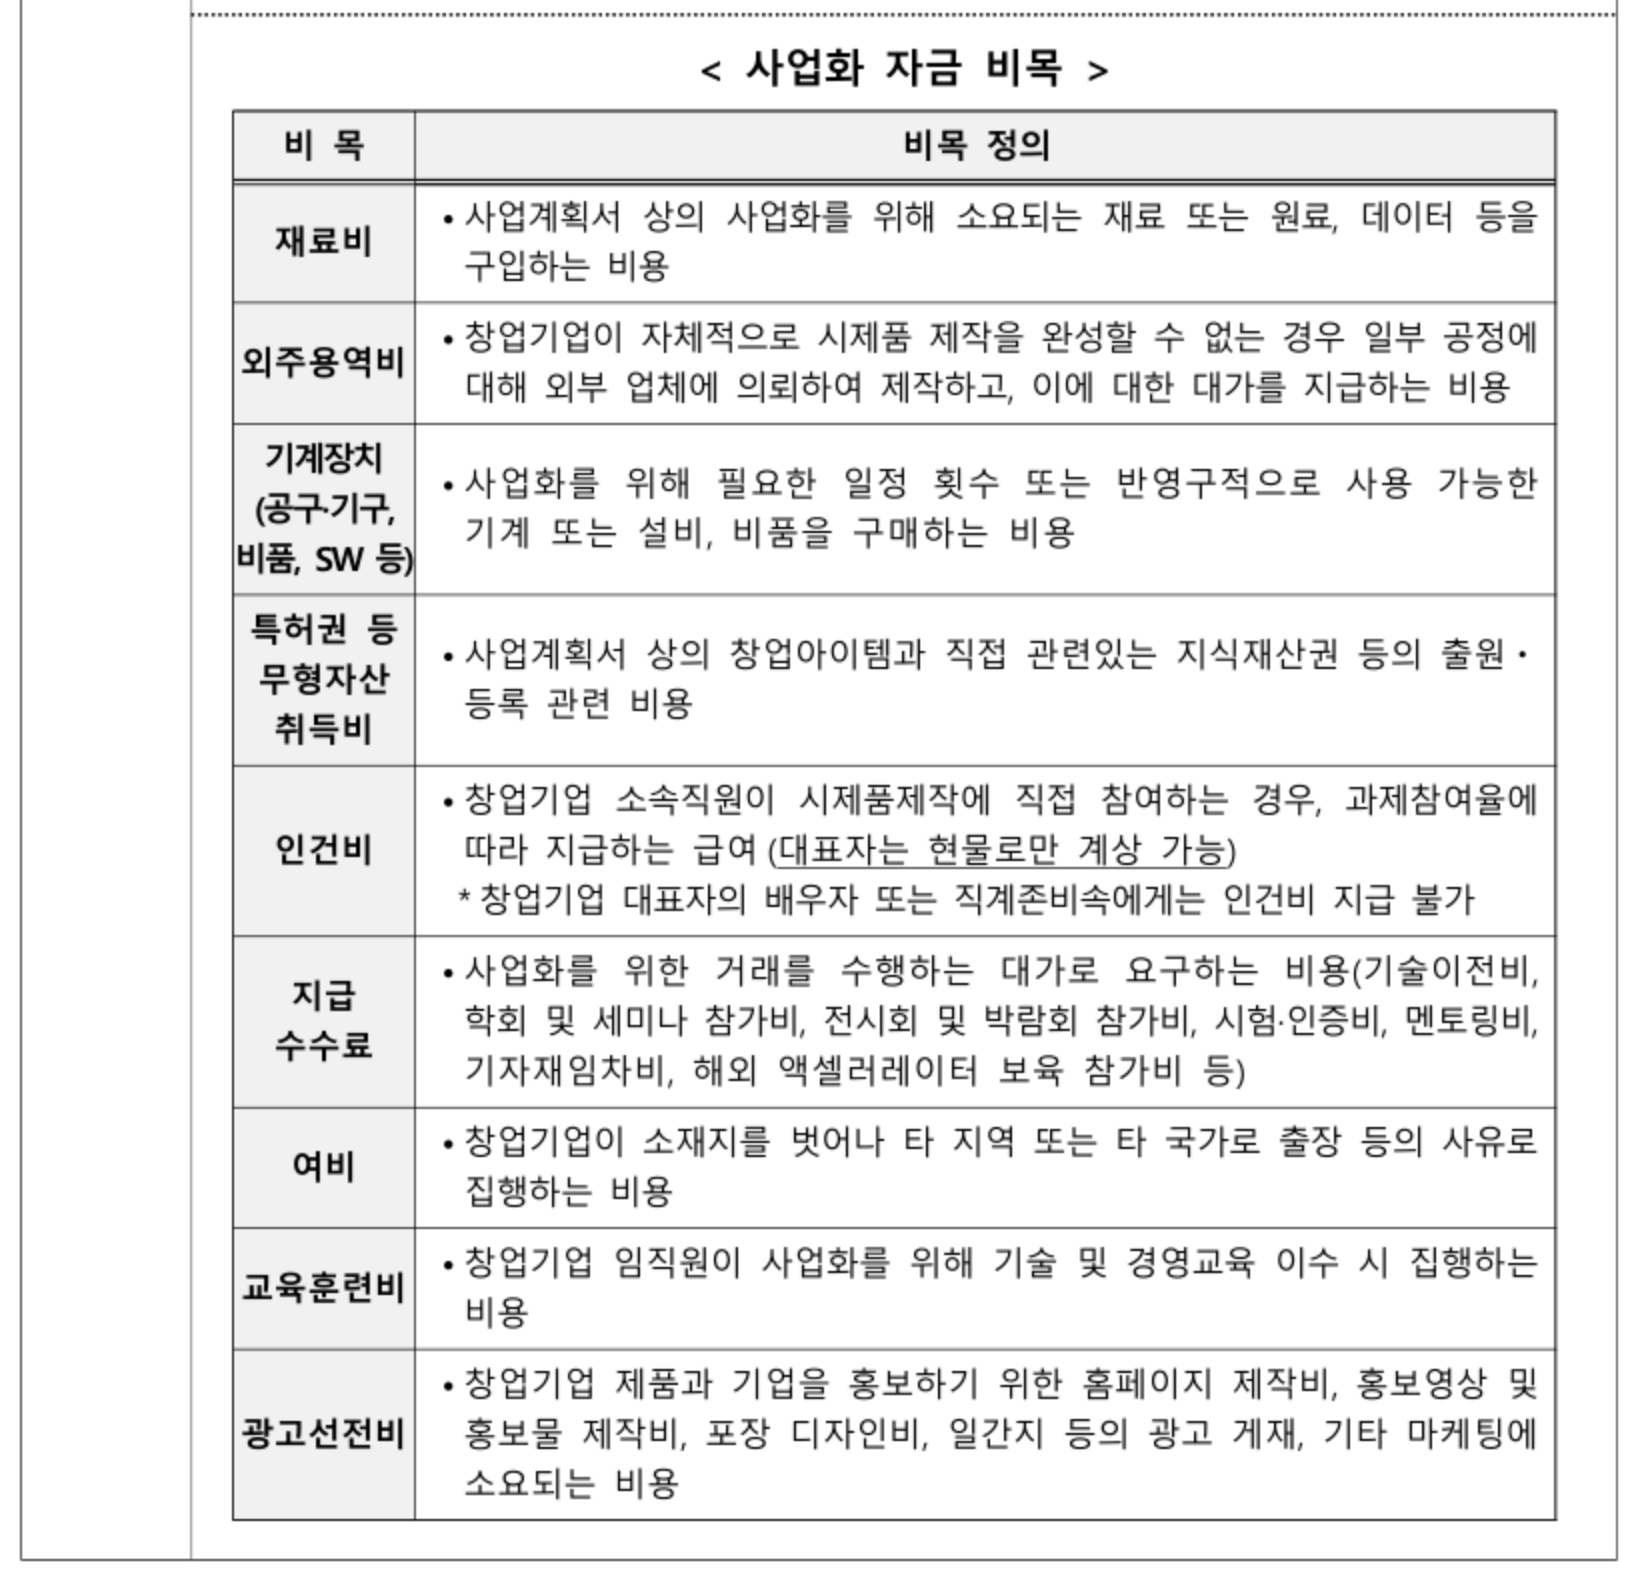 < 사업화 자금 비목 >
비 목
비목 정의
재료비
• 사업계획서 상의 사업화를 위해 소요되는 재료 또는 원료, 데이터 등을
구입하는 비용
외주용역비
• 창업기업이 자체적으로 시제품 제작을 완성할 수 없는 경우 일부 공정에
대해 외부 업체에 의뢰하여 제작하고, 이에 대한 대가를 지급하는 비용
기계장치
(공구·기구,
비품, SW 등)
• 사업화를 위해 필요한 일정 횟수 또는 반영구적으로 사용 가능한
기계 또는 설비, 비품을 구매하는 비용
특허권 등
무형자산
취득비
• 사업계획서 상의 창업아이템과 직접 관련있는 지식재산권 등의 출원·
등록 관련 비용
인건비
• 창업기업 소속직원이 시제품제작에 직접 참여하는 경우, 과제참여율에
따라 지급하는 급여 (대표자는 현물로만 계상 가능)
* 창업기업 대표자의 배우자 또는 직계존비속에게는 인건비 지급 불가
지급
수수료
• 사업화를 위한 거래를 수행하는 대가로 요구하는 비용(기술이전비,
학회 및 세미나 참가비, 전시회 및 박람회 참가비, 시험·인증비, 멘토링비,
기자재임차비, 해외 액셀러레이터 보육 참가비 등)
여비
• 창업기업이 소재지를 벗어나 타 지역 또는 타 국가로 출장 등의 사유로
집행하는 비용
교육훈련비
• 창업기업 임직원이 사업화를 위해 기술 및 경영교육 이수 시 집행하는
비용
광고선전비
• 창업기업 제품과 기업을 홍보하기 위한 홈페이지 제작비, 홍보영상 및
홍보물 제작비, 포장 디자인비, 일간지 등의 광고 게재, 기타 마케팅에
소요되는 비용